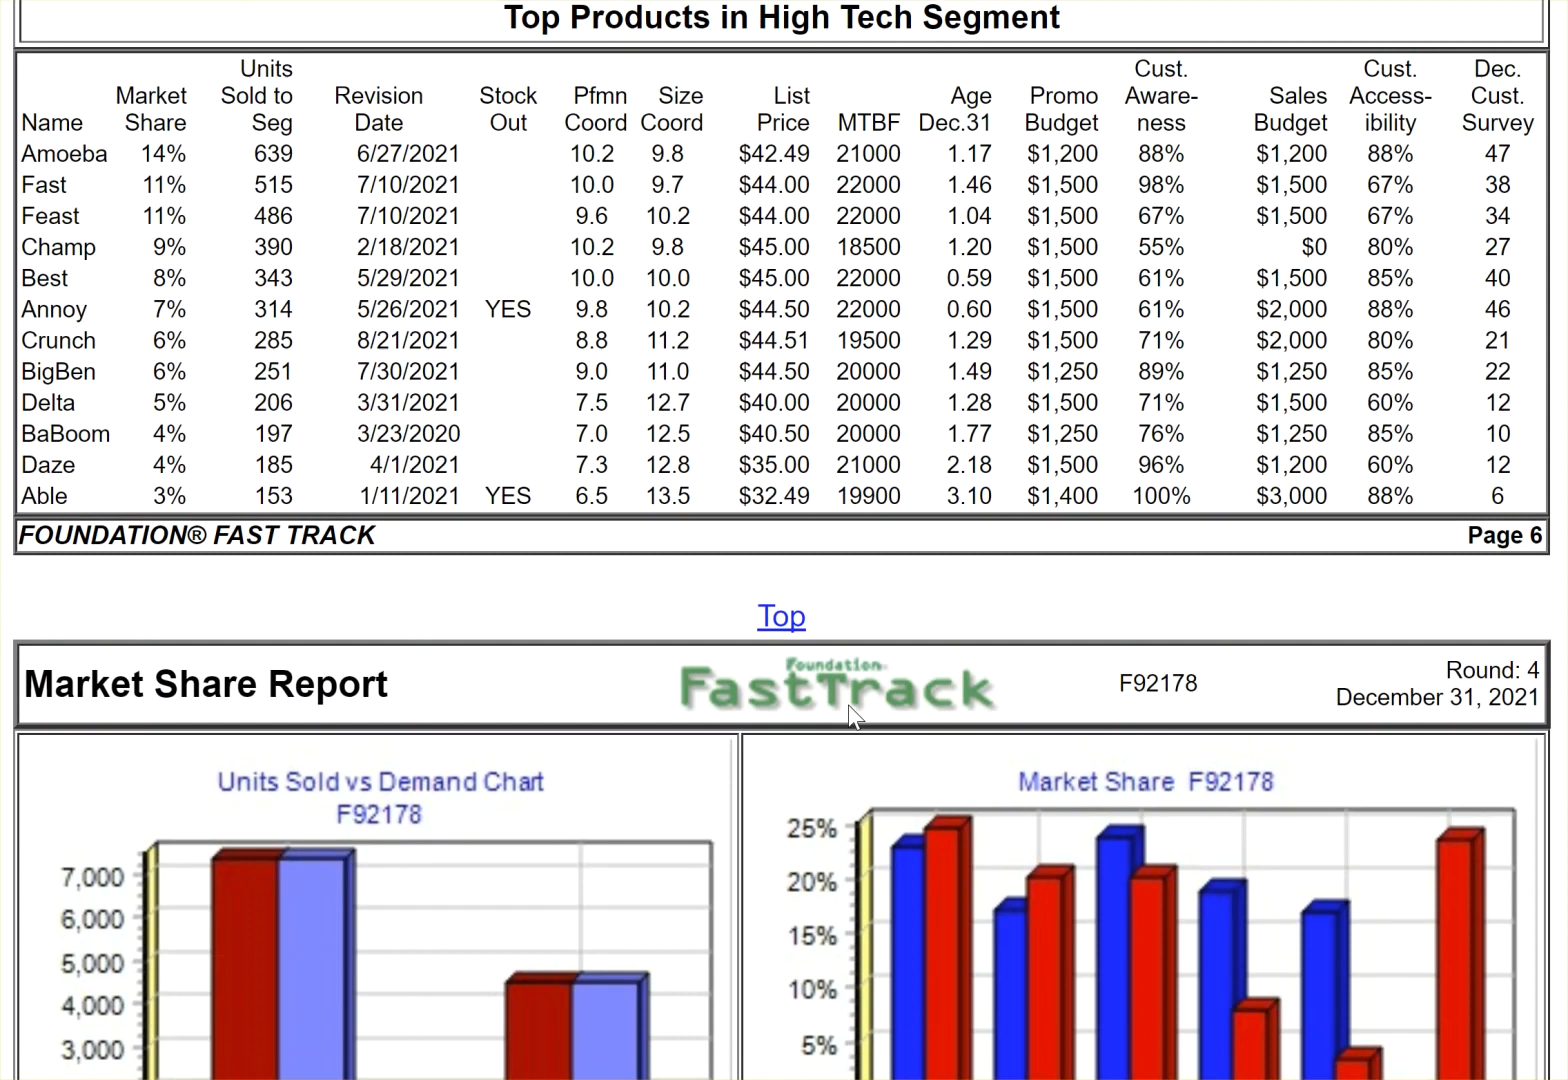 Top Products in High Tech Segment
Units Cust. Cust. Dec.
Market Sold to Revision Stock Pfmn Size List Age Promo Aware- Sales Access- Cust.
Name Share Seg Date Out Coord Coord Price MTBF Dec.31 Budget ness Budget ibility Survey
Amoeba 14% 639 6/27/2021 10.2 9.8 $42.49 21000 1.17 $1,200 88% $1,200 88% 47
Fast 11% 515 7/10/2021 10.0 9.7 $44.00 22000 1.46 $1,500 98% $1,500 67% 38
Feast 11% 486 7/10/2021 9.6 10.2 $44.00 22000 1.04 $1,500 67% $1,500 67% 34
Champ 9% 390 2/18/2021 10.2 9.8 $45.00 18500 1.20 $1,500 55% $0 80% 27
Best 8% 343 5/29/2021 10.0 10.0 $45.00 22000 0.59 $1,500 61% $1,500 85% 40
Annoy 7% 314 5/26/2021 YES 9.8 10.2 $44.50 22000 0.60 $1,500 61% $2,000 88% 46
Crunch 6% 285 8/21/2021 8.8 11.2 $44.51 19500 1.29 $1,500 71% $2,000 80% 21
BigBen 6% 251 7/30/2021 9.0 11.0 $44.50 20000 1.49 $1,250 89% $1,250 85% 22
Delta 5% 206 3/31/2021 7.5 12.7 $40.00 20000 1.28 $1,500 71% $1,500 60% 12
BaBoom 4% 197 3/23/2020 7.0 12.5 $40.50 20000 1.77 $1,250 76% $1,250 85% 10
Daze 4% 185 4/1/2021 7.3 12.8 $35.00 21000 2.18 $1,500 96% $1,200 60% 12
Able 3% 153 1/11/2021 YES 6.5 13.5 $32.49 19900 3.10 $1,400 100% $3,000 88% 6
FOUNDATION® FAST TRACK Page 6
Top
Market Share Report
Foundation
FastTrack
F92178
Round: 4
December 31, 2021
Units Sold vs Demand Chart
F92178
7,000
6,000
5,000
4,000
3,000
Market Share F92178
25%
20%
15%
10%
5%